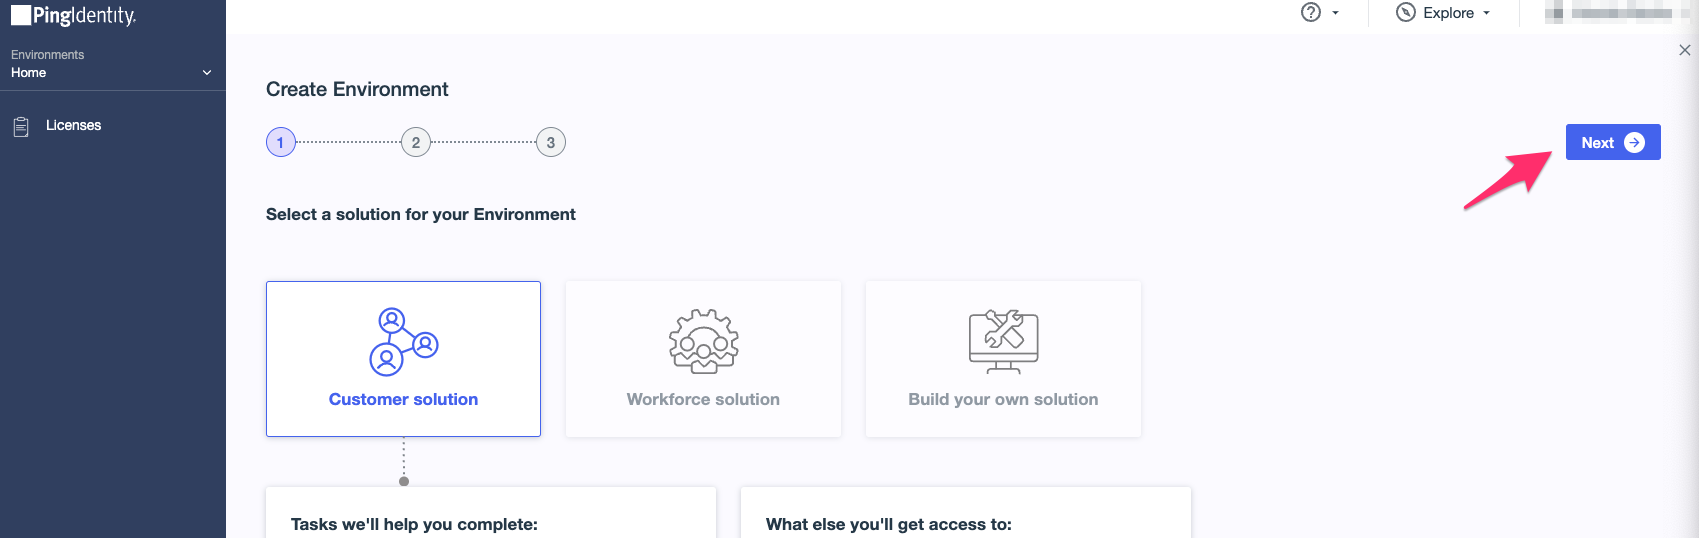 PingIdentity.
Explore
Environments
Home
Licenses
Create Environment
1 2 3
Next
Select a solution for your Environment
Customer solution
Workforce solution
Build your own solution
Tasks we'll help you complete:
What else you'll get access to: